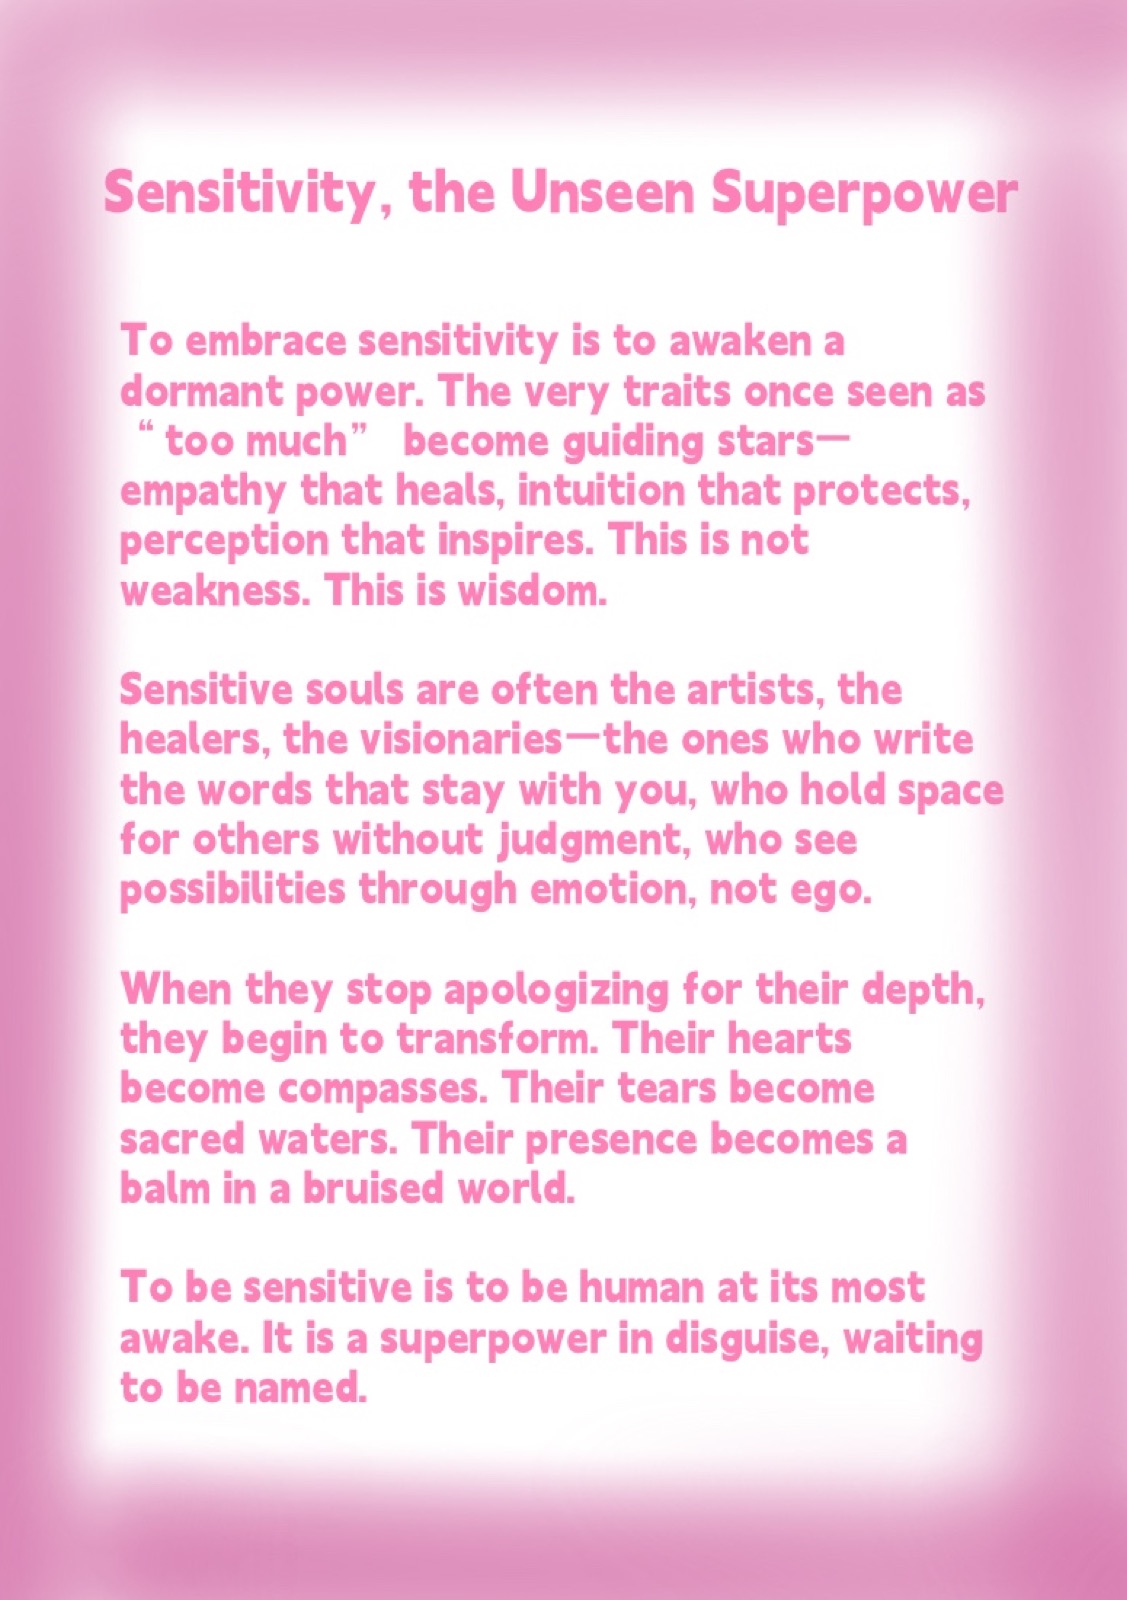 Sensitivity, the Unseen Superpower
To embrace sensitivity is to awaken a
dormant power. The very traits once seen as
“too much” become guiding stars—
empathy that heals, intuition that protects,
perception that inspires. This is not
weakness. This is wisdom.
Sensitive souls are often the artists, the
healers, the visionaries—the ones who write
the words that stay with you, who hold space
for others without judgment, who see
possibilities through emotion, not ego.
When they stop apologizing for their depth,
they begin to transform. Their hearts
become compasses. Their tears become
sacred waters. Their presence becomes a
balm in a bruised world.
To be sensitive is to be human at its most
awake. It is a superpower in disguise, waiting
to be named.